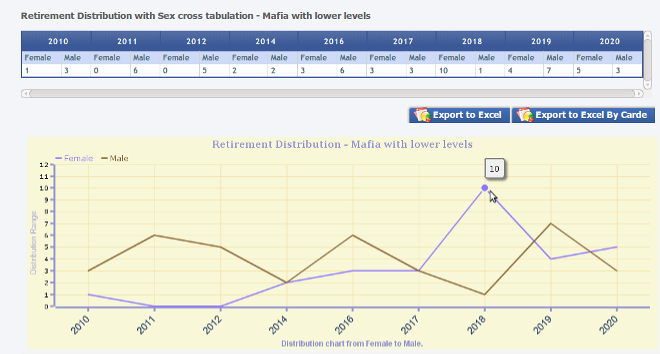 Retirement Distribution with Sex cross tabulation - Mafia with lower levels
2010 2011 2012 2014 2016 2017 2018 2019 2020
Female Male Female Male Female Male Female Male Female Male Female Male Female Male Female Male Female Male
1 3 0 6 0 5 2 2 3 6 3 3 10 1 4 7 5 3
Export to Excel Export to Excel By Carde
Retirement Distribution - Mafia with lower levels
Female Male
12
11
10
9
8
7
6
5
4
3
2
1
0
Distribution Range
10
2010 2011 2012 2014 2016 2017 2018 2019 2020
Distribution chart from Female to Male.